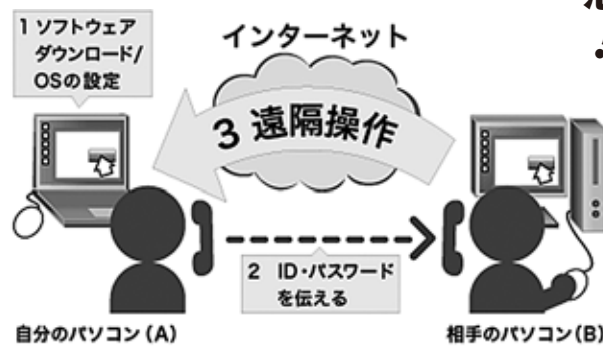 1 ソフトウェア
ダウンロード/
OSの設定
インターネット
3 遠隔操作
2 ID・パスワード
を伝える
自分のパソコン(A)
相手のパソコン(B)